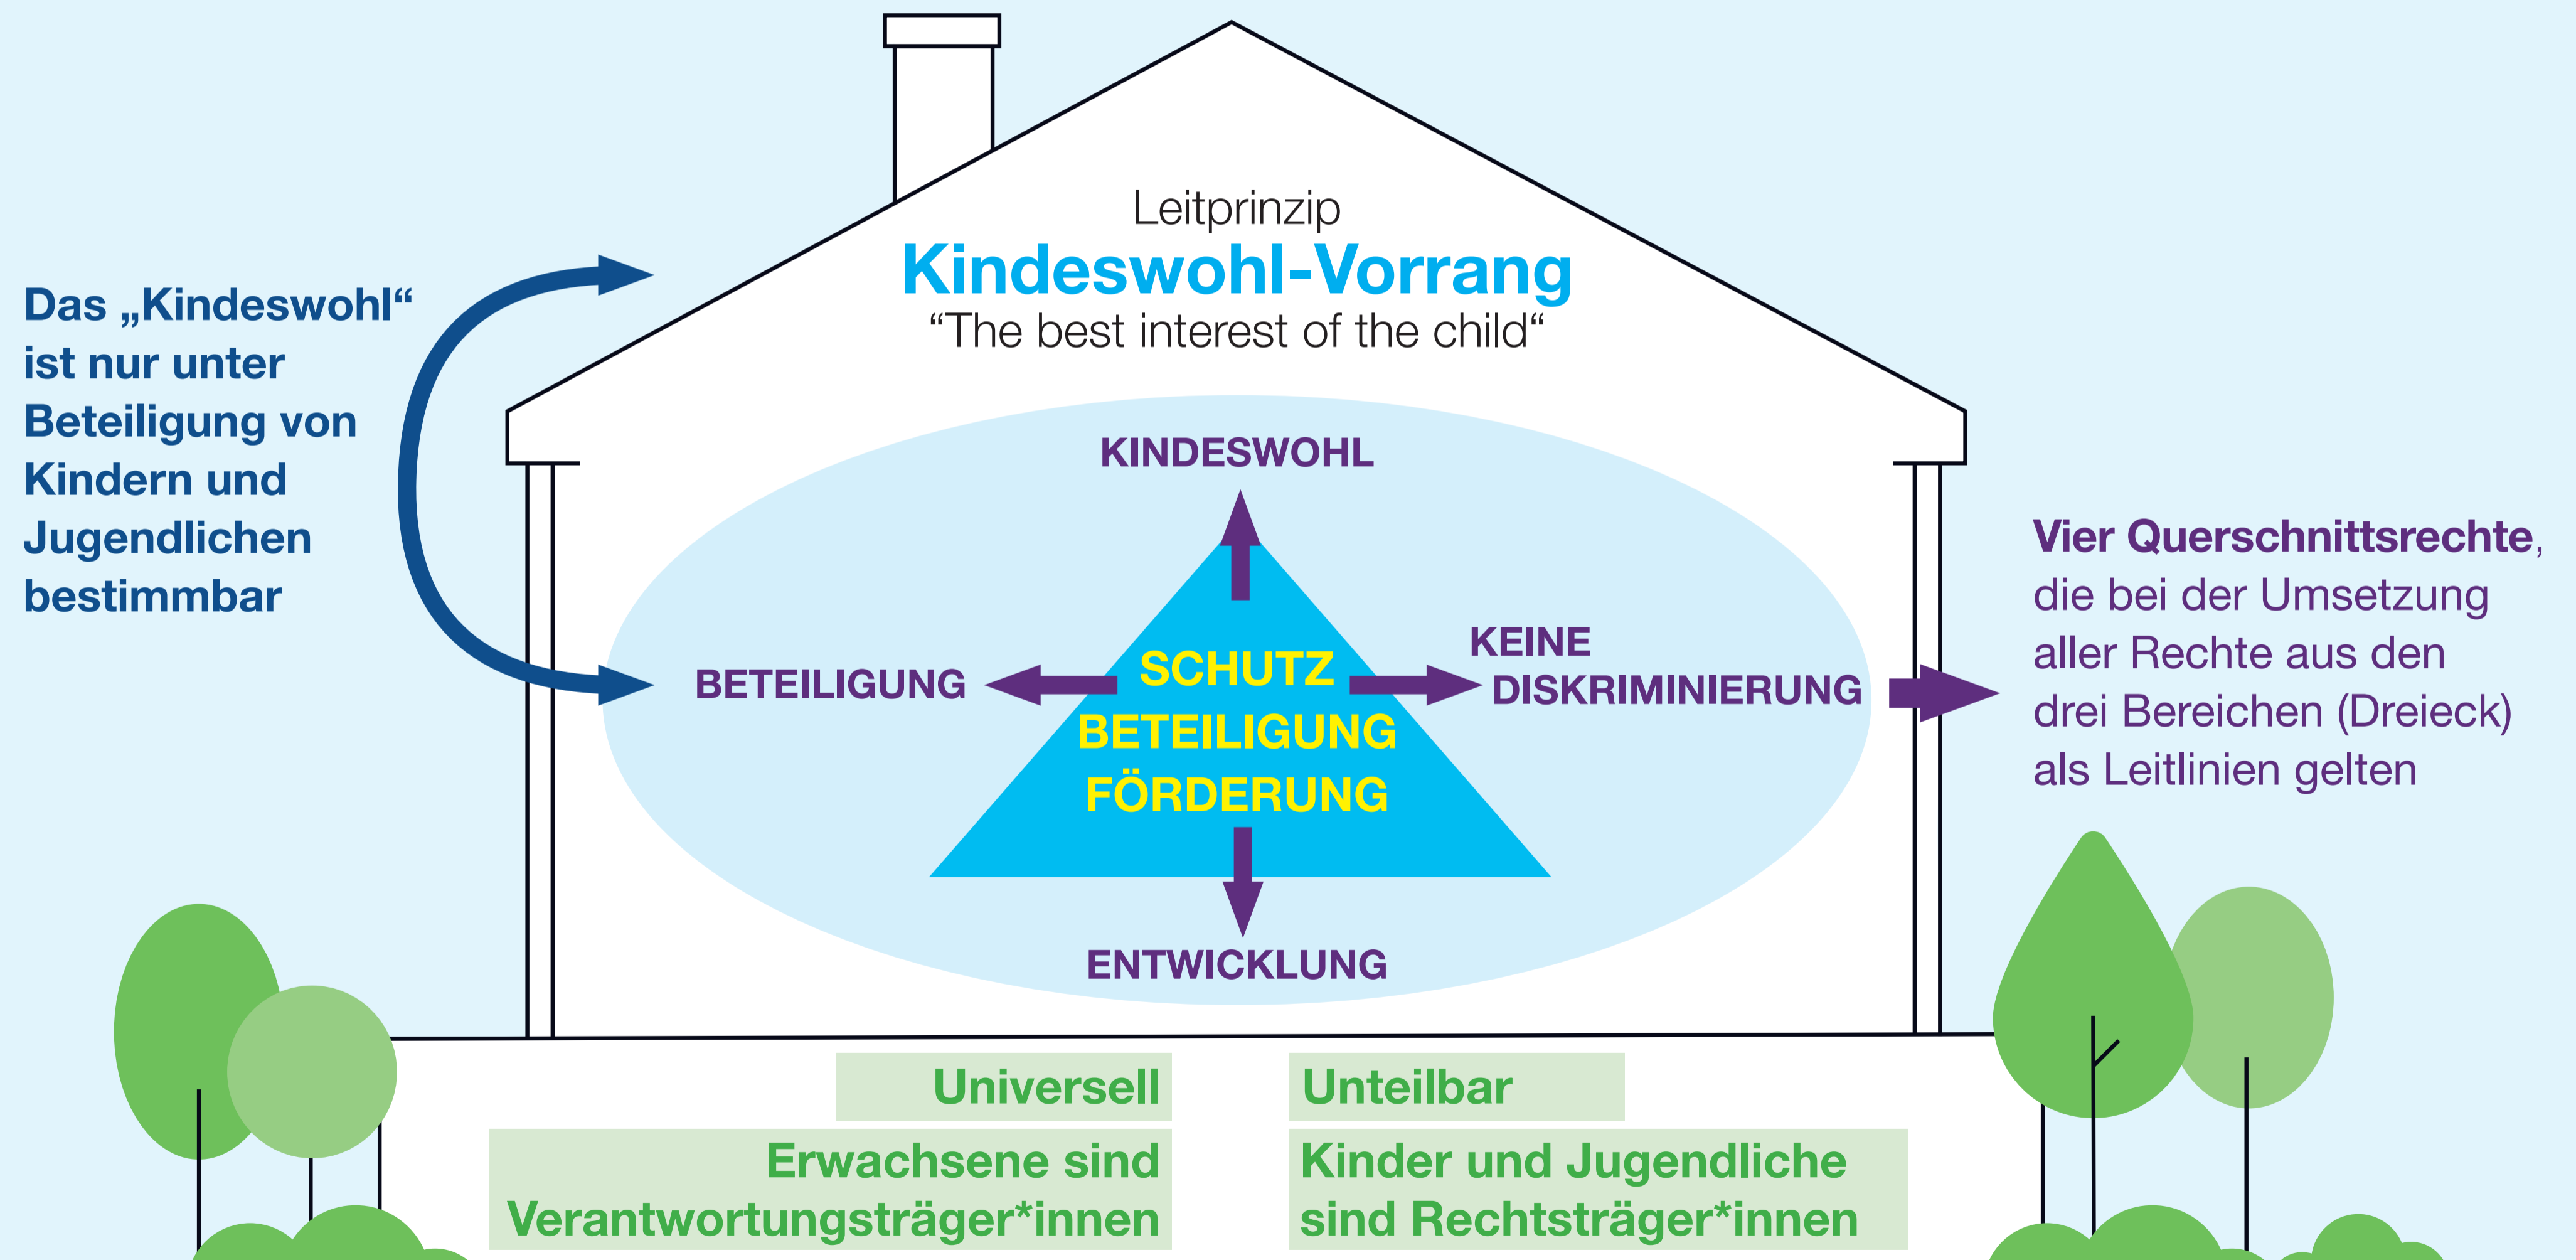 Leitprinzip
Kindeswohl-Vorrang
“The best interest of the child“
Das „Kindeswohl“
ist nur unter
Beteiligung von
Kindern und
Jugendlichen
bestimmbar
KINDESWOHL
BETEILIGUNG
SCHUTZ
BETEILIGUNG
FÖRDERUNG
KEINE
DISKRIMINIERUNG
ENTWICKLUNG
Vier Querschnittsrechte,
die bei der Umsetzung
aller Rechte aus den
drei Bereichen (Dreieck)
als Leitlinien gelten
Universell
Unteilbar
Erwachsene sind
Verantwortungsträger*innen
Kinder und Jugendliche
sind Rechtsträger*innen